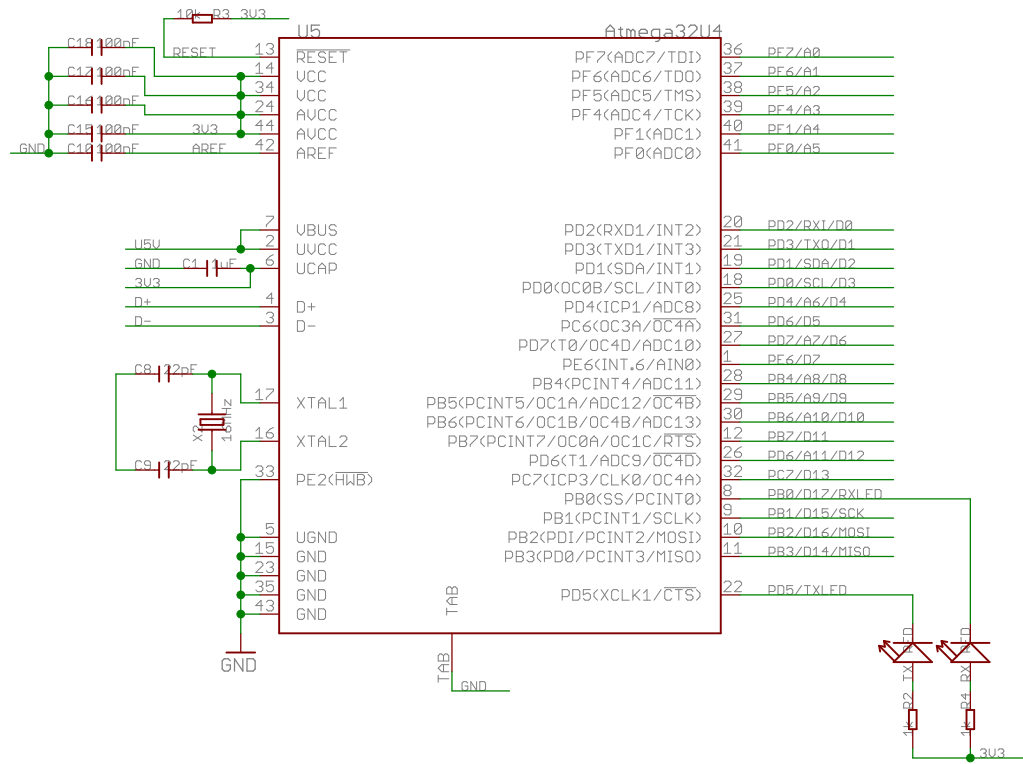 10k R3 3V3
U5
Atmega32U4
C18 100nF
RESET
13 RESET
14 VCC
C17 100nF
34 VCC
C16 100nF
24 AVCC
C15 100nF
3V3
44 AVCC
GND
C10 100nF
AREF
42 AREF
PF7(ADC7/TDI) 36 PF7/A0
PF6(ADC6/TDO) 37 PF6/A1
PF5(ADC5/TMS) 38 PF5/A2
PF4(ADC4/TCK) 39 PF4/A3
PF1(ADC1) 40 PF1/A4
PF0(ADC0) 41 PF0/A5
7 VBUS
U5V 2 UVCC
GND C1 1uF 6 UCAP
3V3
D+ 4 D+
D- 3 D-
PD2(RXD1/INT2) 20 PD2/RXI/D0
PD3(TXD1/INT3) 21 PD3/TXO/D1
PD1(SDA/INT1) 19 PD1/SDA/D2
PD0(OC0B/SCL/INT0) 18 PD0/SCL/D3
PD4(ICP1/ADC8) 25 PD4/A6/D4
PC6(OC3A/OC4A) 31 PD6/D5
PD7(T0/OC4D/ADC10) 27 PD7/A7/D6
PE6(INT.6/AIN0) 1 PE6/D7
PB4(PCINT4/ADC11) 28 PB4/A8/D8
PB5(PCINT5/OC1A/ADC12/OC4B) 29 PB5/A9/D9
PB6(PCINT6/OC1B/OC4B/ADC13) 30 PB6/A10/D10
PB7(PCINT7/OC0A/OC1C/RTS) 12 PB7/D11
PD6(T1/ADC9/OC4D) 26 PD6/A11/D12
PC7(ICP3/CLK0/OC4A) 32 PC7/D13
PB0(SS/PCINT0) 8 PB0/D17/RXLED
PB1(PCINT1/SCLK) 9 PB1/D15/SCK
PB2(PDI/PCINT2/MOSI) 10 PB2/D16/MOSI
PB3(PD0/PCINT3/MISO) 11 PB3/D14/MISO
PD5(XCLK1/CTS) 22 PD5/TXLED
C8 22pF
17 XTAL1
X2 16MHz
16 XTAL2
C9 22pF
33 PE2(HWB)
5 UGND
15 GND
23 GND
35 GND
43 GND
GND
TAB
TAB
GND
TX RED
RX RED
1k R2
1k R4
3V3